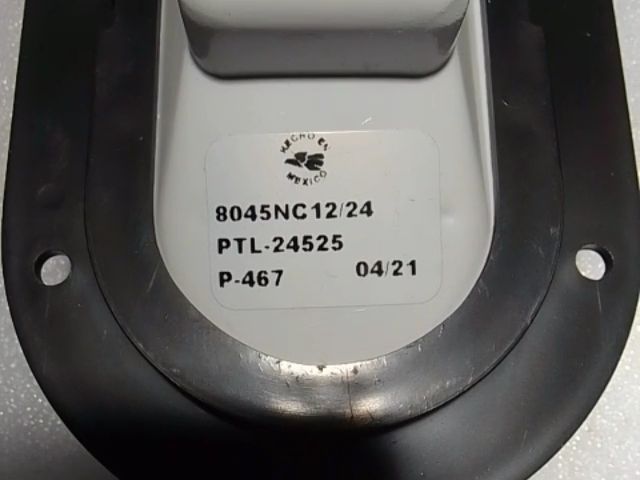 HECHO EN
MEXICO
8045NC12/24
PTL-24525
P-467 04/21